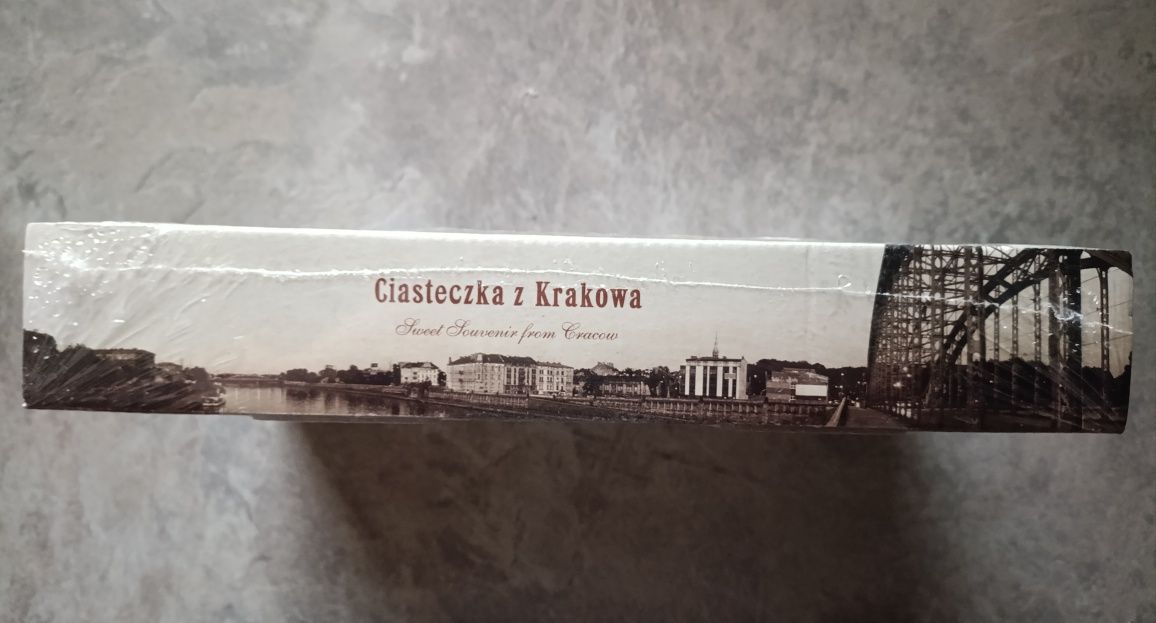 Ciasteczka z Krakowa
Sweet Souvenir from Cracow